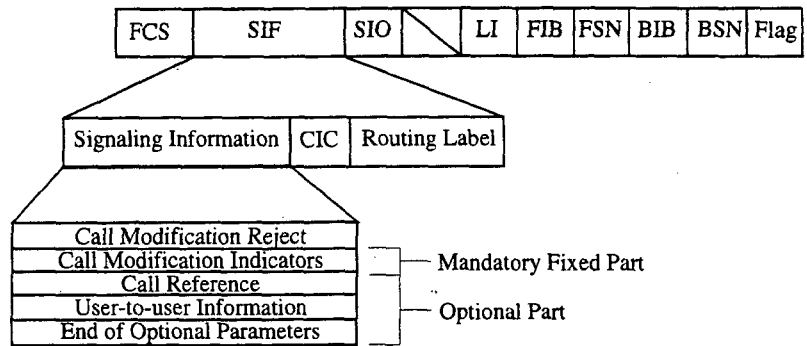 FCS SIF SIO LI FIB FSN BIB BSN Flag
Signaling Information CIC Routing Label
Call Modification Reject
Call Modification Indicators
Mandatory Fixed Part
Call Reference
User-to-user Information
Optional Part
End of Optional Parameters